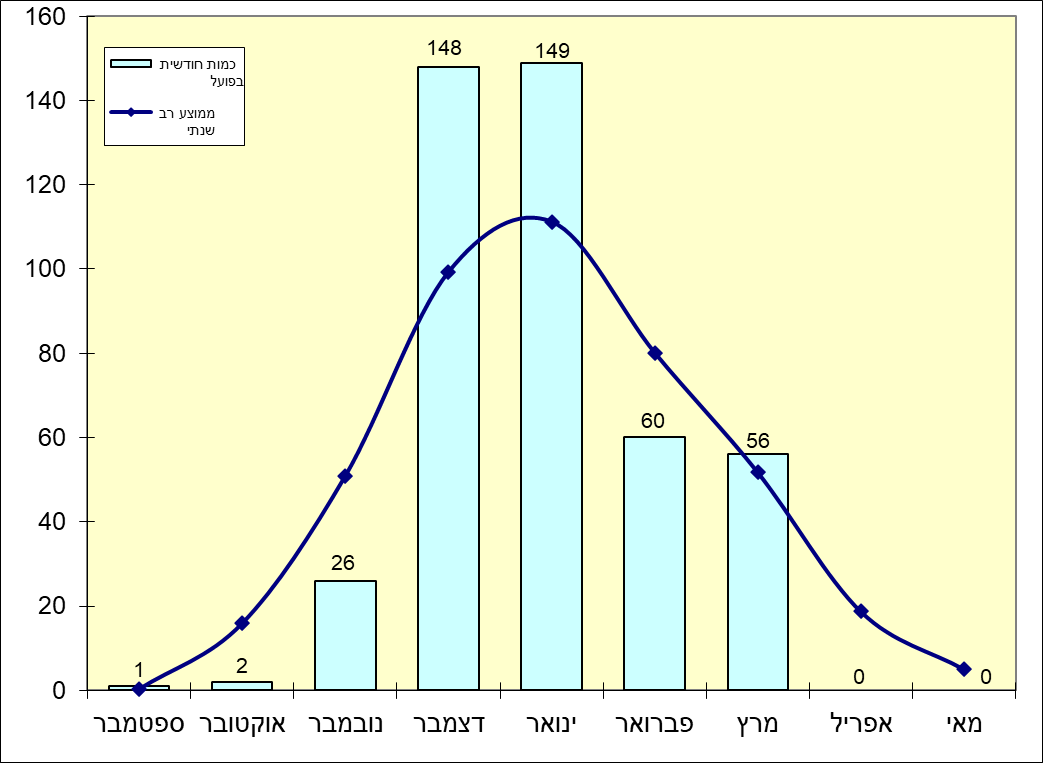 160
140
120
100
80
60
40
20
0
כמות חודשית
בפועל
ממוצע רב
שנתי
1
2
26
148
149
60
56
0
0
ספטמבר
אוקטובר
נובמבר
דצמבר
ינואר
פברואר
מרץ
אפריל
מאי